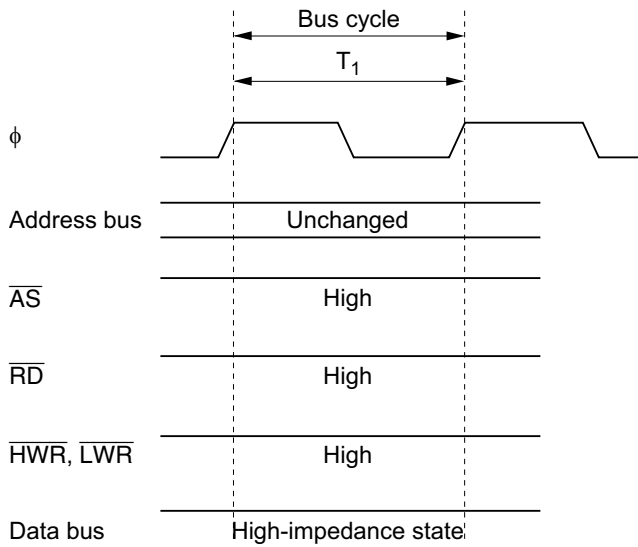 Bus cycle
T1
ϕ
Address bus Unchanged
AS High
RD High
HWR, LWR High
Data bus High-impedance state